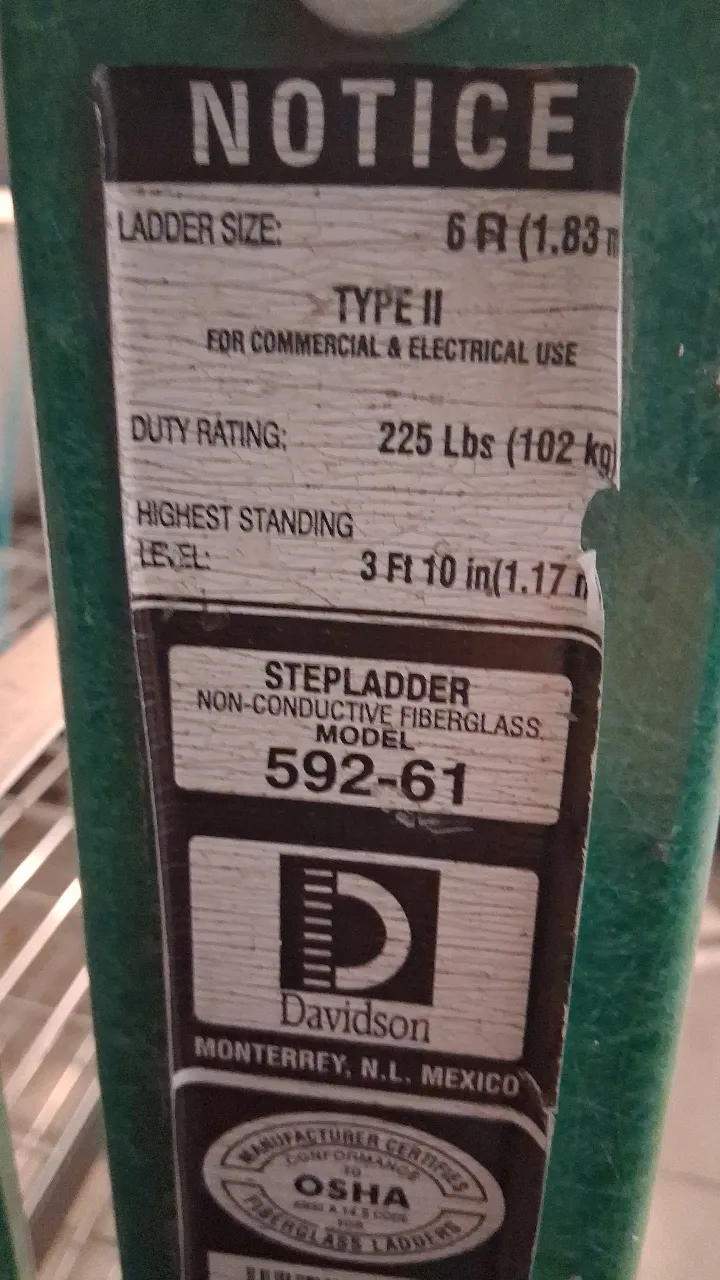 NOTICE
LADDER SIZE: 6 Ft (1.83 m
TYPE II
FOR COMMERCIAL & ELECTRICAL USE
DUTY RATING: 225 Lbs (102 kg)
HIGHEST STANDING
LEVEL: 3 Ft 10 in(1.17 m
STEPLADDER
NON-CONDUCTIVE FIBERGLASS
MODEL
592-61
Davidson
MONTERREY, N.L. MEXICO
MANUFACTURER CERTIFIES
CONFORMANCE
TO
OSHA
CODE
FOR
FIBERGLASS LADDERS